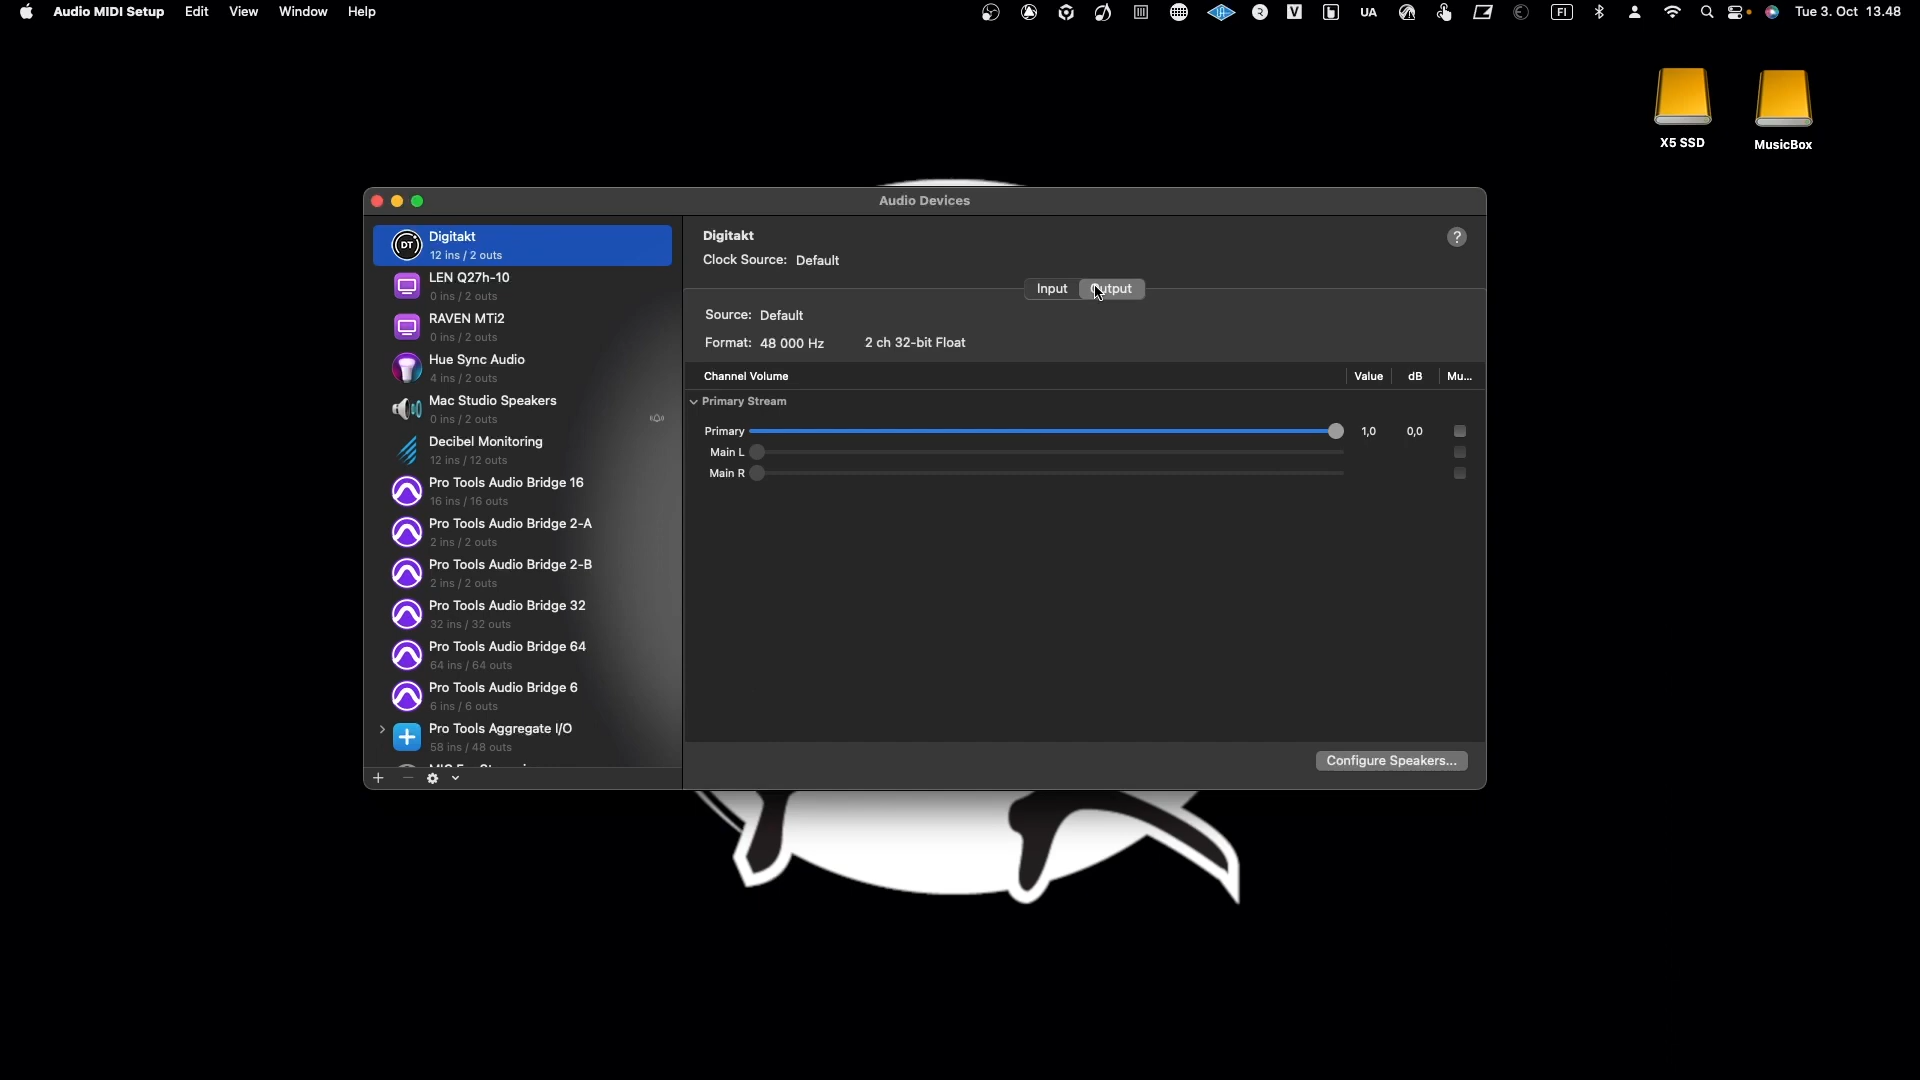 Audio MIDI Setup Edit View Window Help
V UA FI Tue 3. Oct 13.48
X5 SSD
MusicBox
Audio Devices
DT
Digitakt
12 ins / 2 outs
LEN Q27h-10
0 ins / 2 outs
RAVEN MTi2
0 ins / 2 outs
Hue Sync Audio
4 ins / 2 outs
Mac Studio Speakers
0 ins / 2 outs
Decibel Monitoring
12 ins / 12 outs
Pro Tools Audio Bridge 16
16 ins / 16 outs
Pro Tools Audio Bridge 2-A
2 ins / 2 outs
Pro Tools Audio Bridge 2-B
2 ins / 2 outs
Pro Tools Audio Bridge 32
32 ins / 32 outs
Pro Tools Audio Bridge 64
64 ins / 64 outs
Pro Tools Audio Bridge 6
6 ins / 6 outs
Pro Tools Aggregate I/O
58 ins / 48 outs
Digitakt
?
Clock Source: Default
Input Output
Source: Default
Format: 48 000 Hz 2 ch 32-bit Float
Channel Volume Value dB Mu...
Primary Stream
Primary 1,0 0,0
Main L
Main R
Configure Speakers...